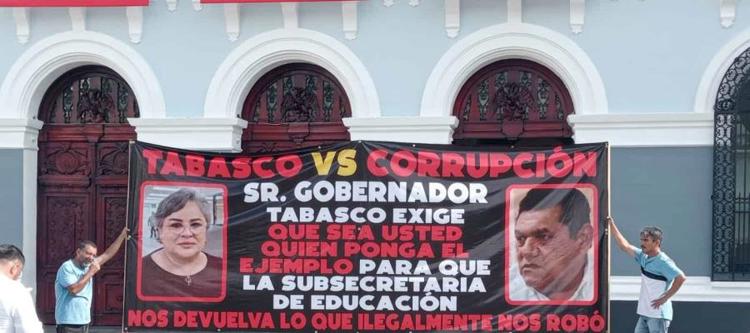 TABASCO VS CORRUPCIÓN
SR. GOBERNADOR
TABASCO EXIGE
QUE SEA USTED
QUIEN PONGA EL
EJEMPLO PARA QUE
LA SUBSECRETARIA
DE EDUCACIÓN
NOS DEVUELVA LO QUE ILEGALMENTE NOS ROBÓ